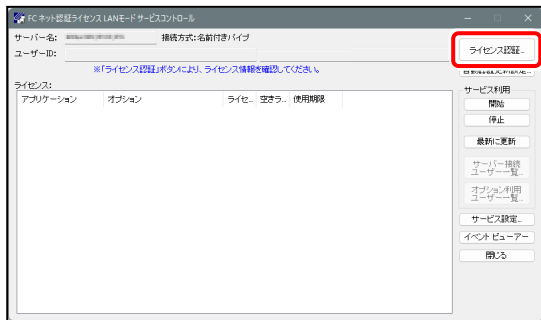 FC ネット認証ライセンス LANモード サービスコントロール
サーバー名: 接続方式:名前付きパイプ
ユーザーID:
ライセンス認証...
※「ライセンス認証」ボタンにより、ライセンス情報を確認してください。
ライセンス:
アプリケーション オプション ライセ... 空きラ... 使用期限
サービス利用
開始
停止
最新に更新
サーバー接続
ユーザー一覧...
オプション利用
ユーザー一覧...
サービス設定...
イベント ビューアー
閉じる